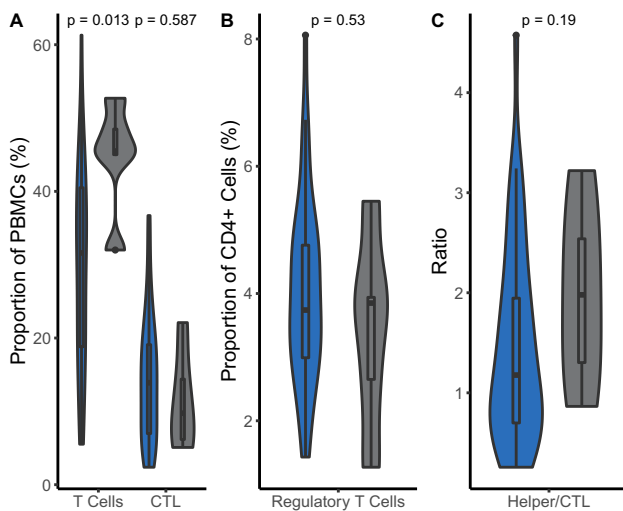 A p = 0.013 p = 0.587
Proportion of PBMCs (%)
60
40
20
0
T Cells CTL
B p = 0.53
Proportion of CD4+ Cells (%)
8
6
4
2
Regulatory T Cells
C p = 0.19
Ratio
4
3
2
1
Helper/CTL